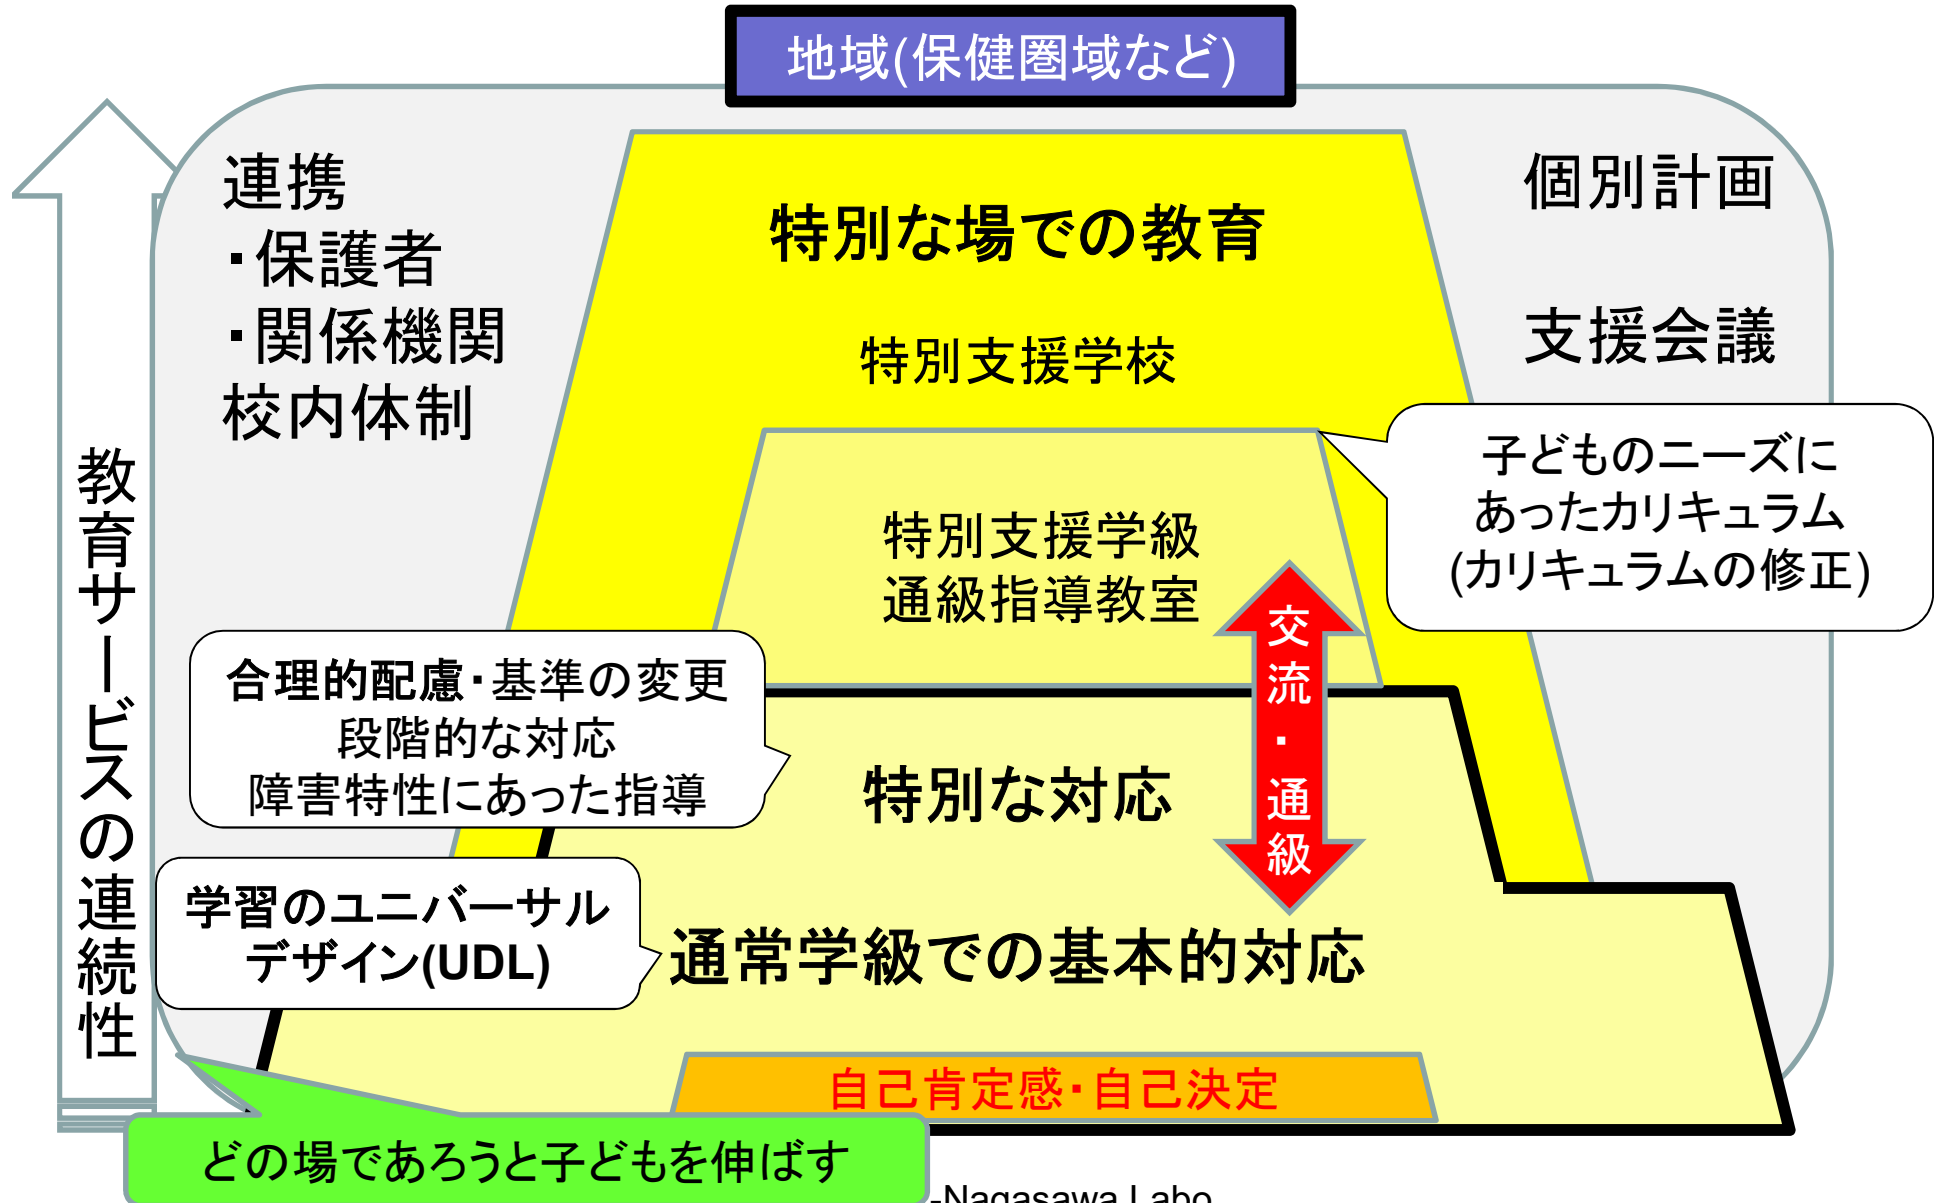 地域(保健圏域など)
連携
・保護者
・関係機関
校内体制
個別計画
支援会議
特別な場での教育
特別支援学校
子どものニーズに
あったカリキュラム
(カリキュラムの修正)
特別支援学級
通級指導教室
交流・通級
合理的配慮・基準の変更
段階的な対応
障害特性にあった指導
特別な対応
学習のユニバーサル
デザイン(UDL)
通常学級での基本的対応
自己肯定感・自己決定
教育サービスの連続性
どの場であろうと子どもを伸ばす
-Nagasawa Labo